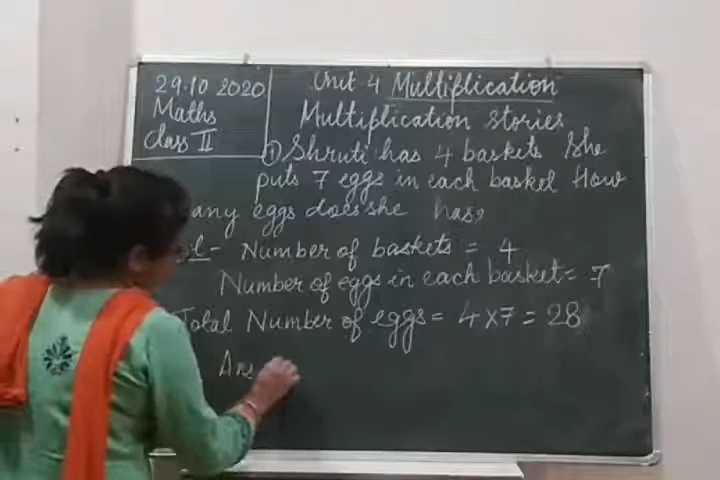 29.10 2020
Maths
Class II
Unit-4 Multiplication
Multiplication stories
① Shruti has 4 baskets She
puts 7 eggs in each basket How
any eggs does she has?
Number of baskets = 4
Number of eggs in each basket = 7
Total Number of eggs = 4 x 7 = 28
Ans